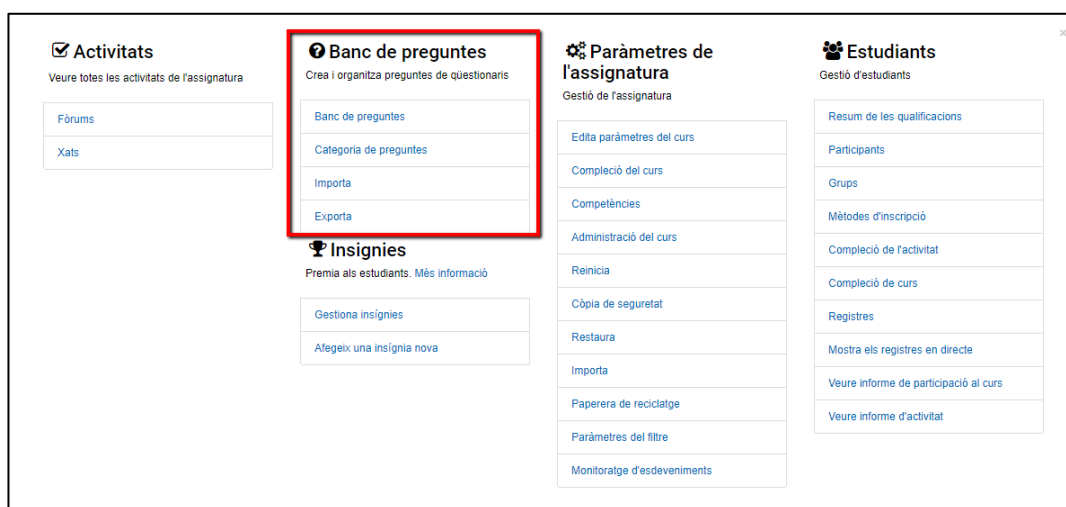 Activitats
Veure totes les activitats de l'assignatura
Fòrums
Xats
Banc de preguntes
Crea i organitza preguntes de qüestionaris
Banc de preguntes
Categoria de preguntes
Importa
Exporta
Insignies
Premia als estudiants. Més informació
Gestiona insígnies
Afegeix una insígnia nova
Paràmetres de
l'assignatura
Gestió de l'assignatura
Edita paràmetres del curs
Compleció del curs
Competències
Administració del curs
Reinicia
Còpia de seguretat
Restaura
Importa
Paperera de reciclatge
Paràmetres del filtre
Monitoratge d'esdeveniments
Estudiants
Gestió d'estudiants
Resum de les qualificacions
Participants
Grups
Mètodes d'inscripció
Compleció de l'activitat
Compleció de curs
Registres
Mostra els registres en directe
Veure informe de participació al curs
Veure informe d'activitat